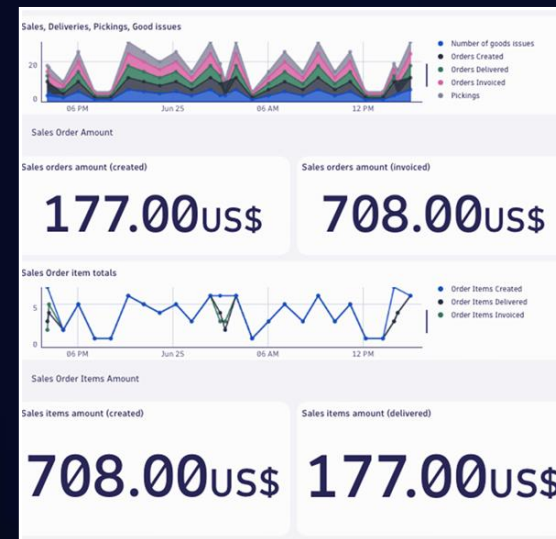 Sales, Deliveries, Pickings, Good issues
Number of goods issues
20
Orders Created
Orders Delivered
Orders Invoiced
0
Pickings
06 PM Jun 25 06 AM 12 PM
Sales Order Amount
Sales orders amount (created)
177.00US$
Sales orders amount (invoiced)
708.00US$
Sales Order item totals
Order Items Created
5
Order Items Delivered
Order Items Invoiced
0
06 PM Jun 25 06 AM 12 PM
Sales Order Items Amount
Sales items amount (created)
708.00US$
Sales items amount (delivered)
177.00US$